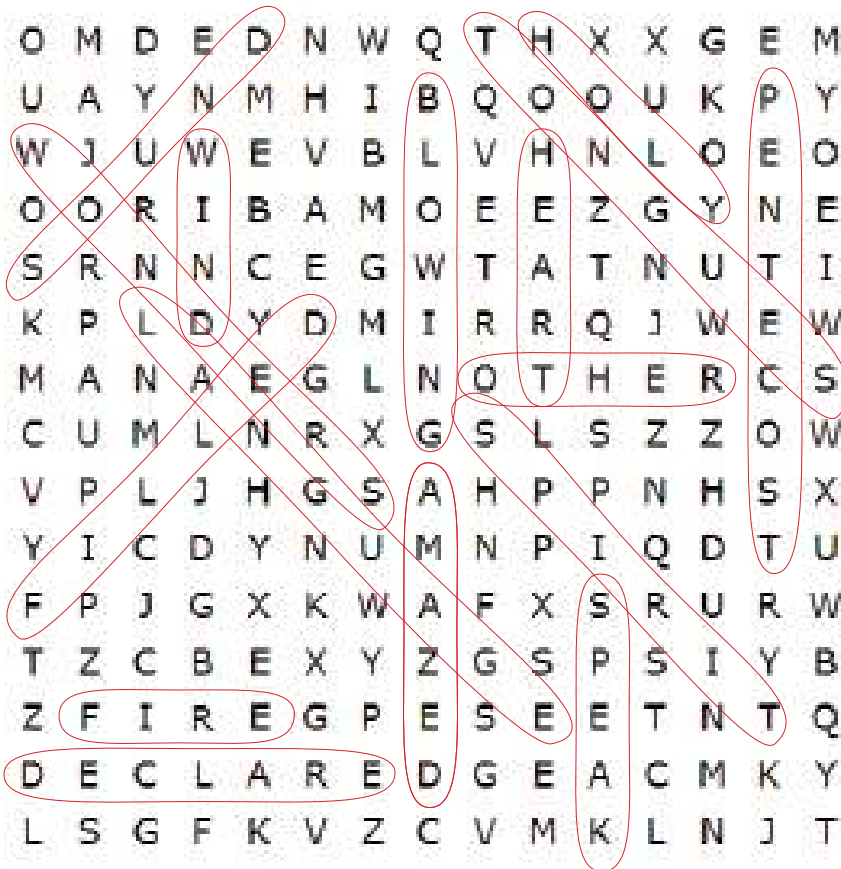 O M D E D N W Q T H X X G E M
U A Y N M H I B Q O O U K P Y
W J U W E V B L V H N L O E O
O O R I B A M O E E Z G Y N E
S R N N C E G W T A T N U T I
K P L D Y D M I R R Q J W E W
M A N A E G L N O T H E R C S
C U M L N R X G S L S Z Z O W
V P L J H G S A H P P N H S X
Y I C D Y N U M N P I Q D T U
F P J G X K W A F X S R U R W
T Z C B E X Y Z G S P S I Y B
Z F I R E G P E S E E T N T Q
D E C L A R E D G E A C M K Y
L S G F K V Z C V M K L N J T